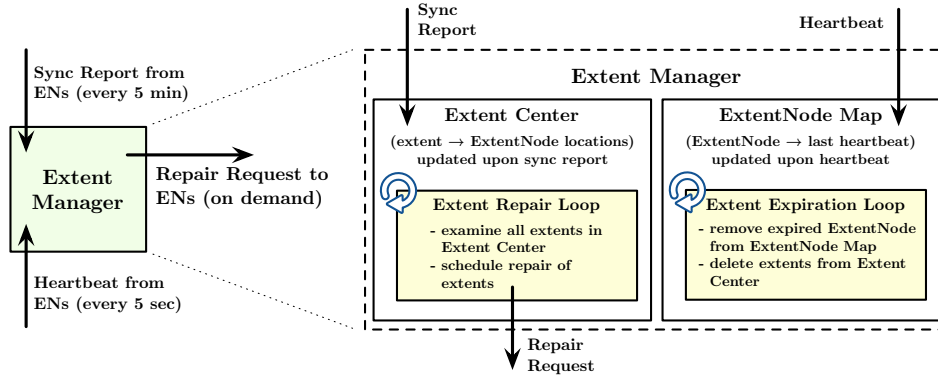 Sync Report from
ENs (every 5 min)
Extent
Manager
Repair Request to
ENs (on demand)
Heartbeat from
ENs (every 5 sec)
Sync
Report
Heartbeat
Extent Manager
Extent Center
(extent → ExtentNode locations)
updated upon sync report
Extent Repair Loop
- examine all extents in
Extent Center
- schedule repair of
extents
Repair
Request
ExtentNode Map
(ExtentNode → last heartbeat)
updated upon heartbeat
Extent Expiration Loop
- remove expired ExtentNode
from ExtentNode Map
- delete extents from Extent
Center